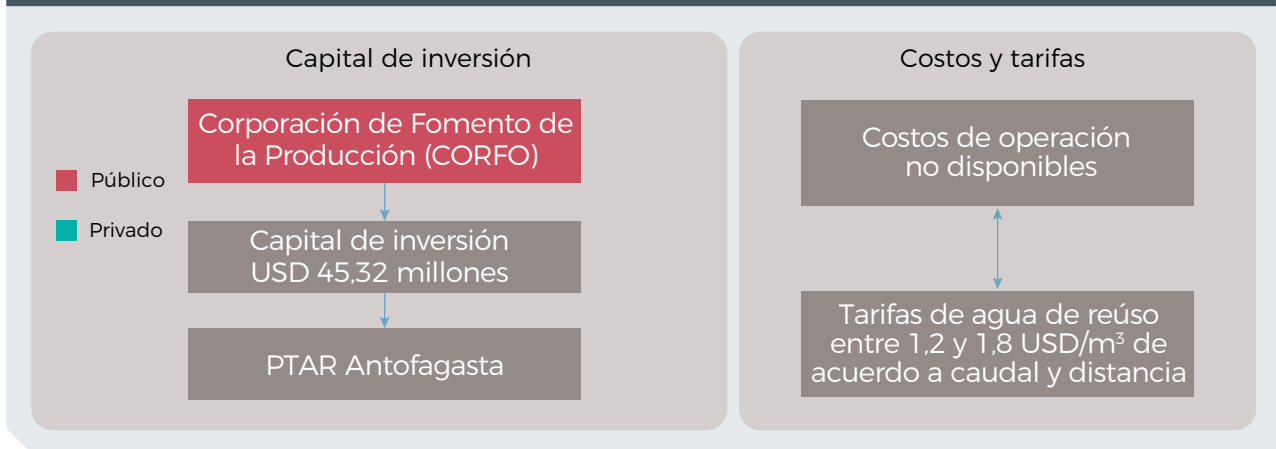 Capital de inversión
Corporación de Fomento de
la Producción (CORFO)
Público
Privado
Capital de inversión
USD 45,32 millones
PTAR Antofagasta
Costos y tarifas
Costos de operación
no disponibles
Tarifas de agua de reúso
entre 1,2 y 1,8 USD/m³ de
acuerdo a caudal y distancia